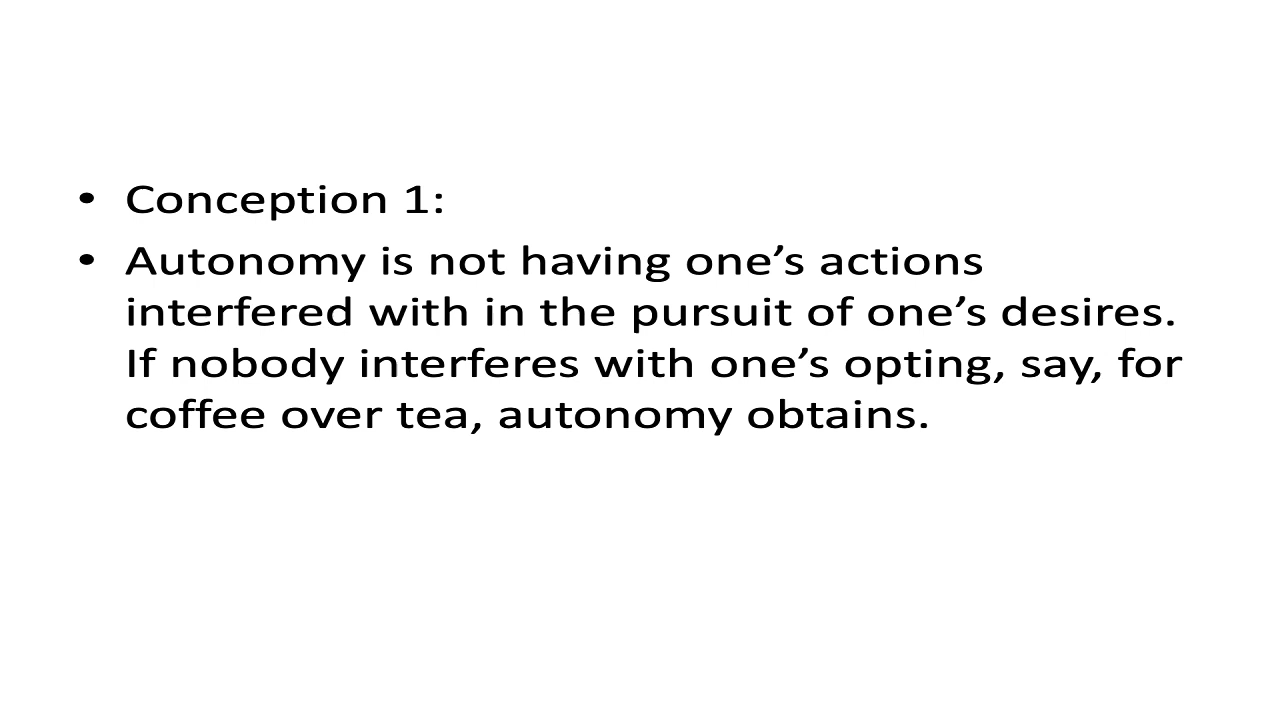 • Conception 1:
• Autonomy is not having one’s actions
interfered with in the pursuit of one’s desires.
If nobody interferes with one’s opting, say, for
coffee over tea, autonomy obtains.